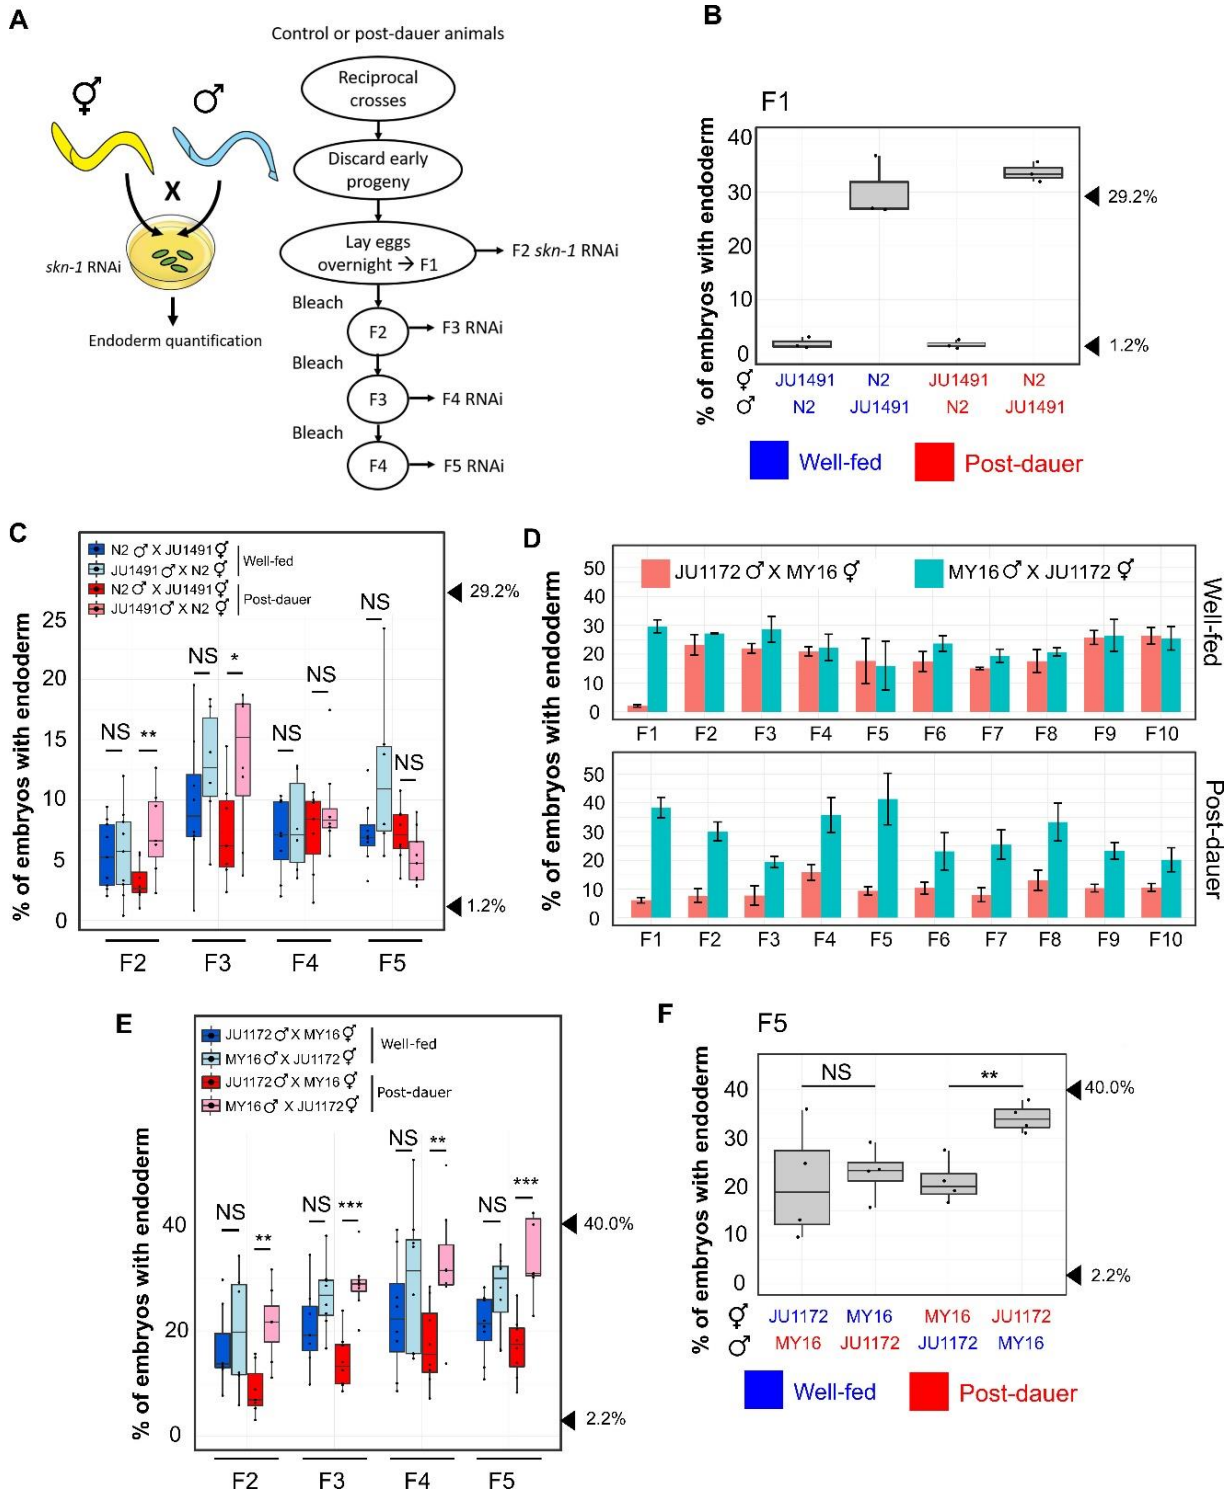 A
Control or post-dauer animals
⚥
♂
X
skn-1 RNAi
Endoderm quantification
Reciprocal
crosses
Discard early
progeny
Lay eggs
overnight → F1
F2 skn-1 RNAi
Bleach
F2
F3 RNAi
Bleach
F3
F4 RNAi
Bleach
F4
F5 RNAi
B
F1
% of embryos with endoderm
40
30
20
10
0
29.2%
1.2%
⚥ JU1491 N2 JU1491 N2
♂ N2 JU1491 N2 JU1491
Well-fed Post-dauer
C
N2 ♂ X JU1491 ⚥
JU1491 ♂ X N2 ⚥
Well-fed
N2 ♂ X JU1491 ⚥
JU1491 ♂ X N2 ⚥
Post-dauer
% of embryos with endoderm
25
20
15
10
5
0
NS ** NS * NS NS NS NS
29.2%
1.2%
F2 F3 F4 F5
D
JU1172 ♂ X MY16 ⚥ MY16 ♂ X JU1172 ⚥
% of embryos with endoderm
50
40
30
20
10
0
F1 F2 F3 F4 F5 F6 F7 F8 F9 F10
Well-fed
50
40
30
20
10
0
F1 F2 F3 F4 F5 F6 F7 F8 F9 F10
Post-dauer
E
JU1172 ♂ X MY16 ⚥
MY16 ♂ X JU1172 ⚥
Well-fed
JU1172 ♂ X MY16 ⚥
MY16 ♂ X JU1172 ⚥
Post-dauer
% of embryos with endoderm
40
20
0
NS ** NS *** NS ** NS ***
40.0%
2.2%
F2 F3 F4 F5
F
F5
% of embryos with endoderm
40
30
20
10
0
NS **
40.0%
2.2%
⚥ JU1172 MY16 MY16 JU1172
♂ MY16 JU1172 JU1172 MY16
Well-fed Post-dauer